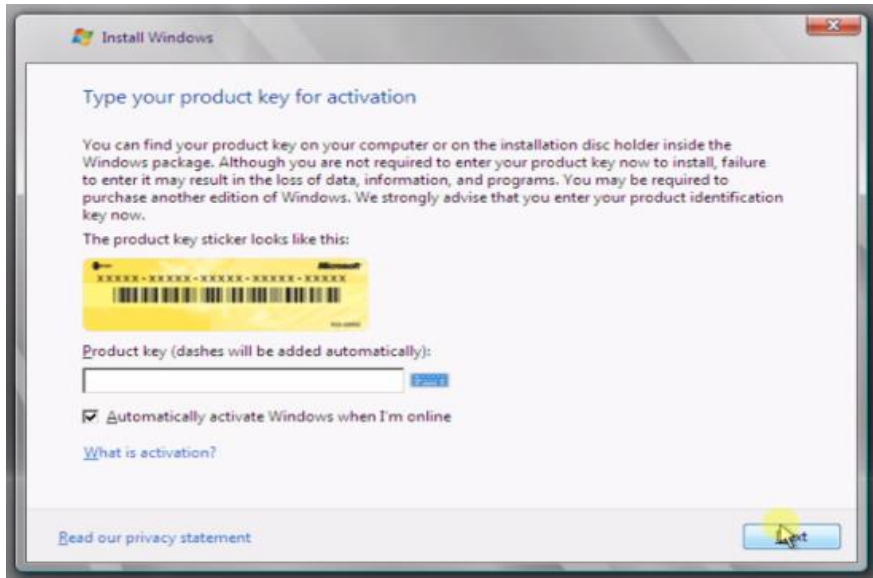 Install Windows
Type your product key for activation
You can find your product key on your computer or on the installation disc holder inside the
Windows package. Although you are not required to enter your product key now to install, failure
to enter it may result in the loss of data, information, and programs. You may be required to
purchase another edition of Windows. We strongly advise that you enter your product identification
key now.
The product key sticker looks like this:
Microsoft
XXXXX-XXXXX-XXXXX-XXXXX-XXXXX
Product key (dashes will be added automatically):
Automatically activate Windows when I'm online
What is activation?
Read our privacy statement
Next